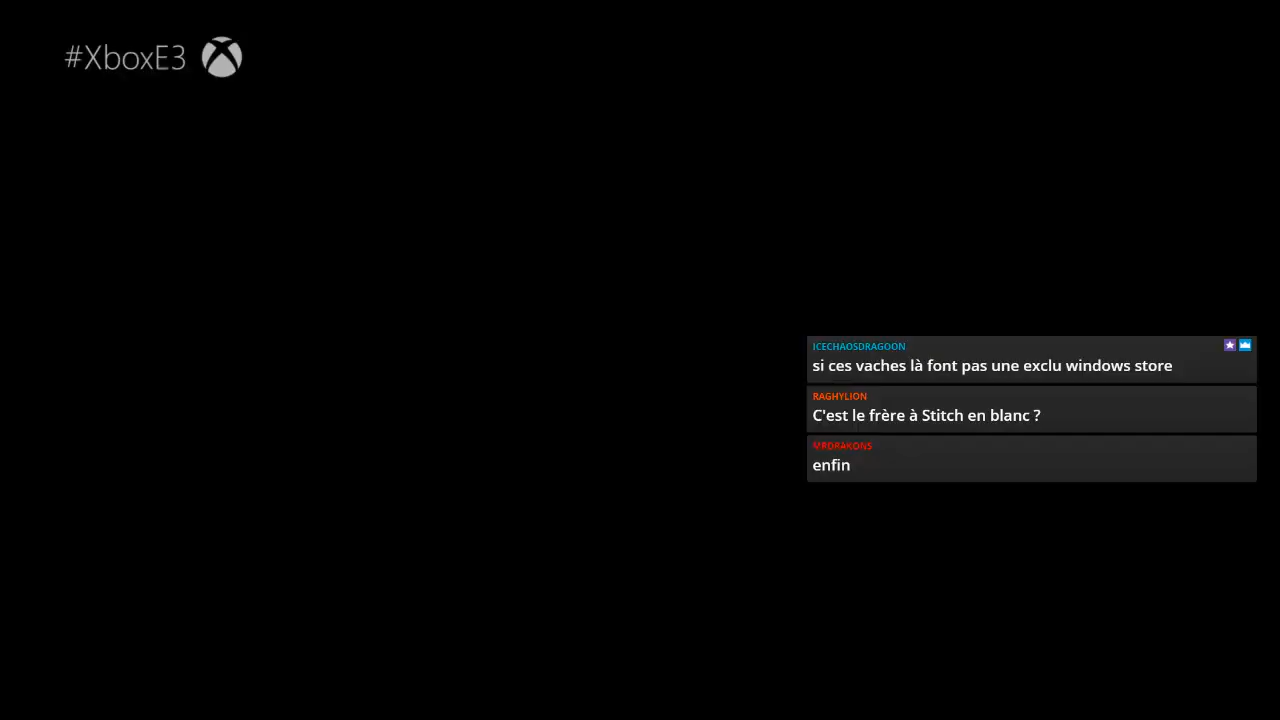 #XboxE3
ICECHAOSDRAGOON
si ces vaches là font pas une exclu windows store
RAGHYLION
C'est le frère à Stitch en blanc ?
MRDRAKONS
enfin